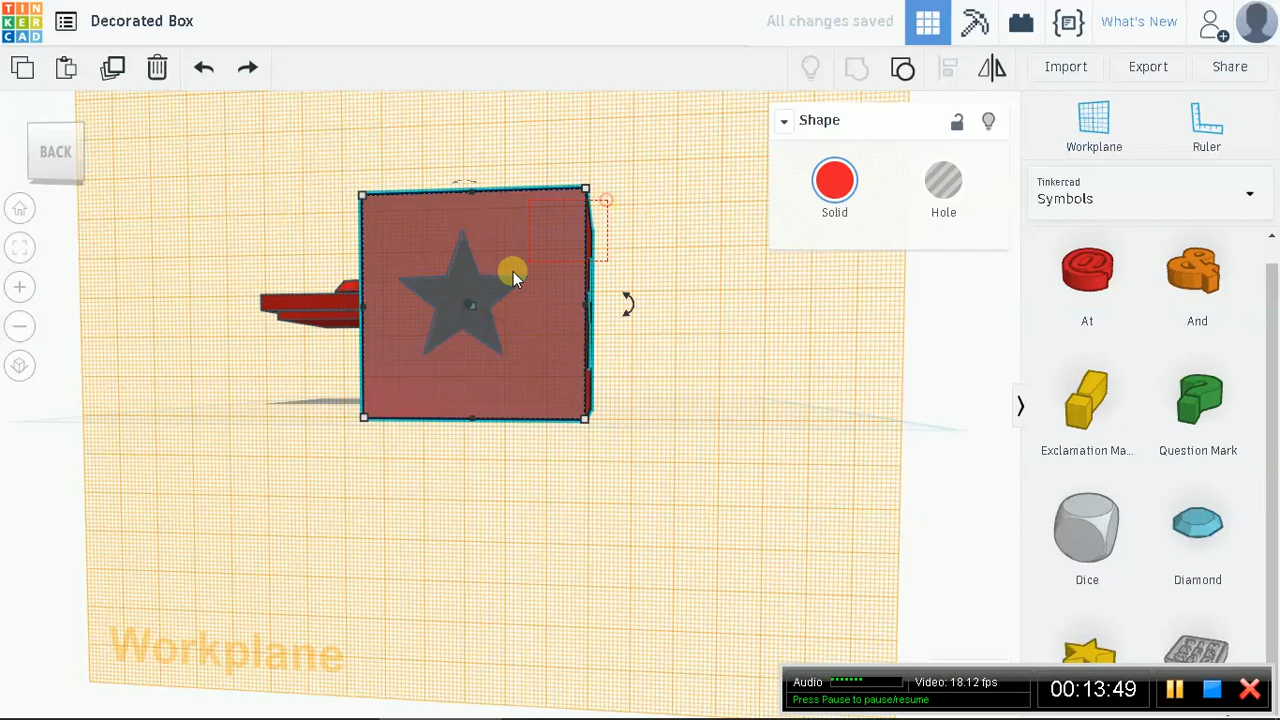 TIN
KER
CAD
Decorated Box
All changes saved
What's New
Import
Export
Share
BACK
Shape
Solid
Hole
Workplane
Ruler
Tinkercad
Symbols
At
And
Exclamation Ma...
Question Mark
Dice
Diamond
Workplane
Audio
Video: 18.12 fps
Press Pause to pause/resume
00:13:49